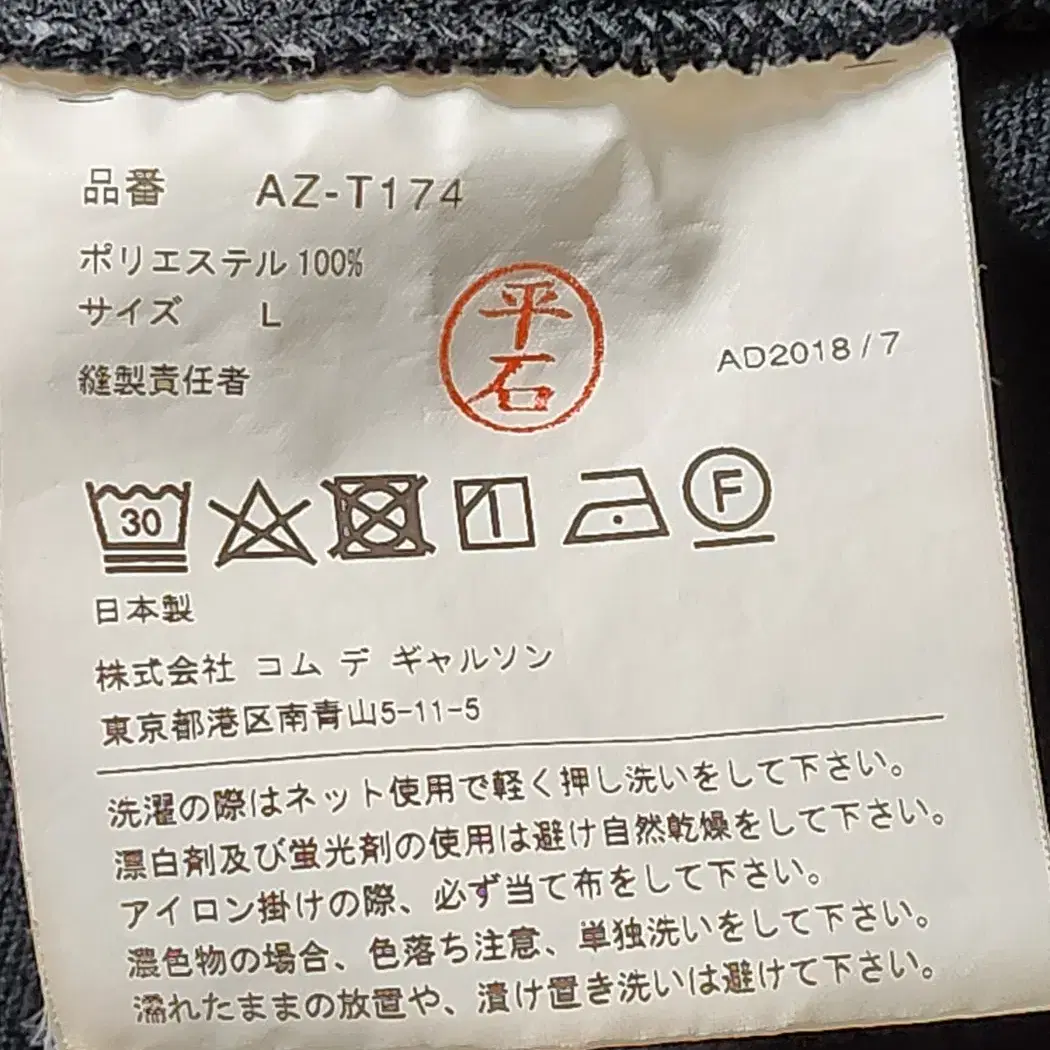 品番 AZ-T174
ポリエステル100%
サイズ L
平石
AD2018/7
縫製責任者
30
F
日本製
株式会社 コム デ ギャルソン
東京都港区南青山5-11-5
洗濯の際はネット使用で軽く押し洗いをして下さい。
漂白剤及び蛍光剤の使用は避け自然乾燥をして下さい。
アイロン掛けの際、必ず当て布をして下さい。
濃色物の場合、色落ち注意、単独洗いをして下さい。
濡れたままの放置や、漬け置き洗いは避けて下さい。